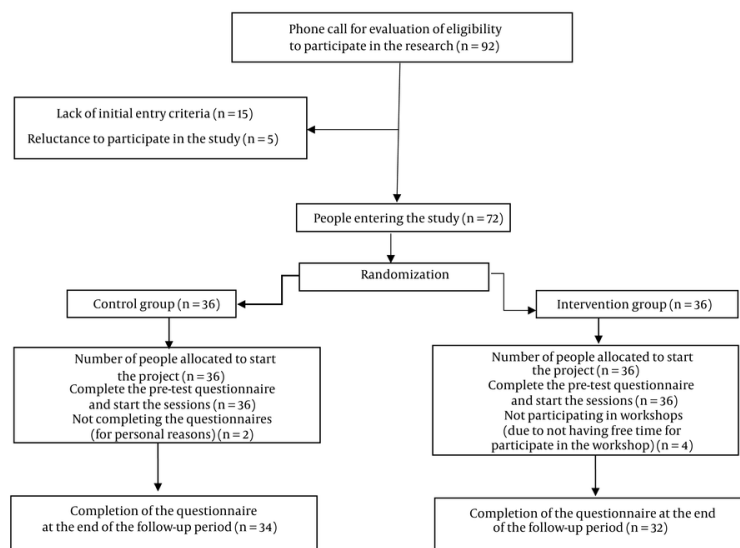 Phone call for evaluation of eligibility
to participate in the research (n = 92)
Lack of initial entry criteria (n = 15)
Reluctance to participate in the study (n = 5)
People entering the study (n = 72)
Randomization
Control group (n = 36)
Intervention group (n = 36)
Number of people allocated to start
the project (n = 36)
Complete the pre-test questionnaire
and start the sessions (n = 36)
Not completing the questionnaires
(for personal reasons) (n = 2)
Number of people allocated to start
the project (n = 36)
Complete the pre-test questionnaire
and start the sessions (n = 36)
Not participating in workshops
(due to not having free time for
participate in the workshop) (n = 4)
Completion of the questionnaire
at the end of the follow-up period (n = 34)
Completion of the questionnaire at the end
of the follow-up period (n = 32)